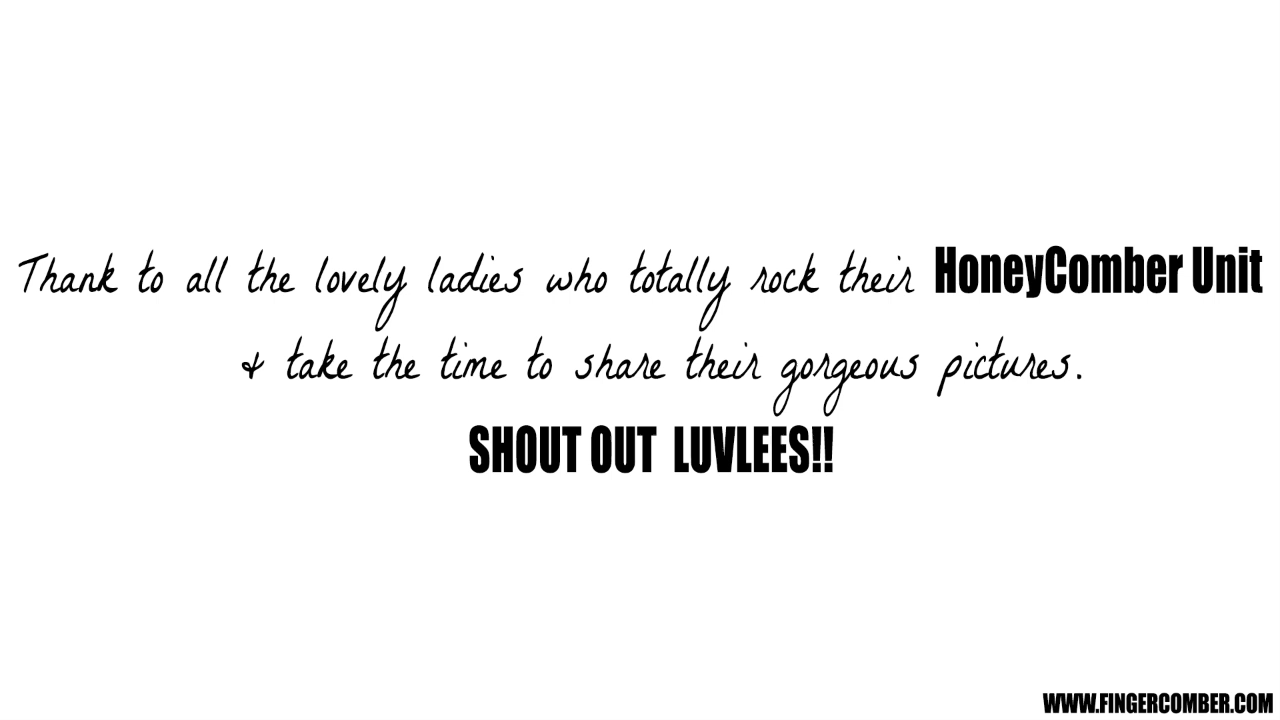 Thank to all the lovely ladies who totally rock their HoneyComber Unit
& take the time to share their gorgeous pictures.
SHOUT OUT LUVLEES!!
WWW.FINGERCOMBER.COM